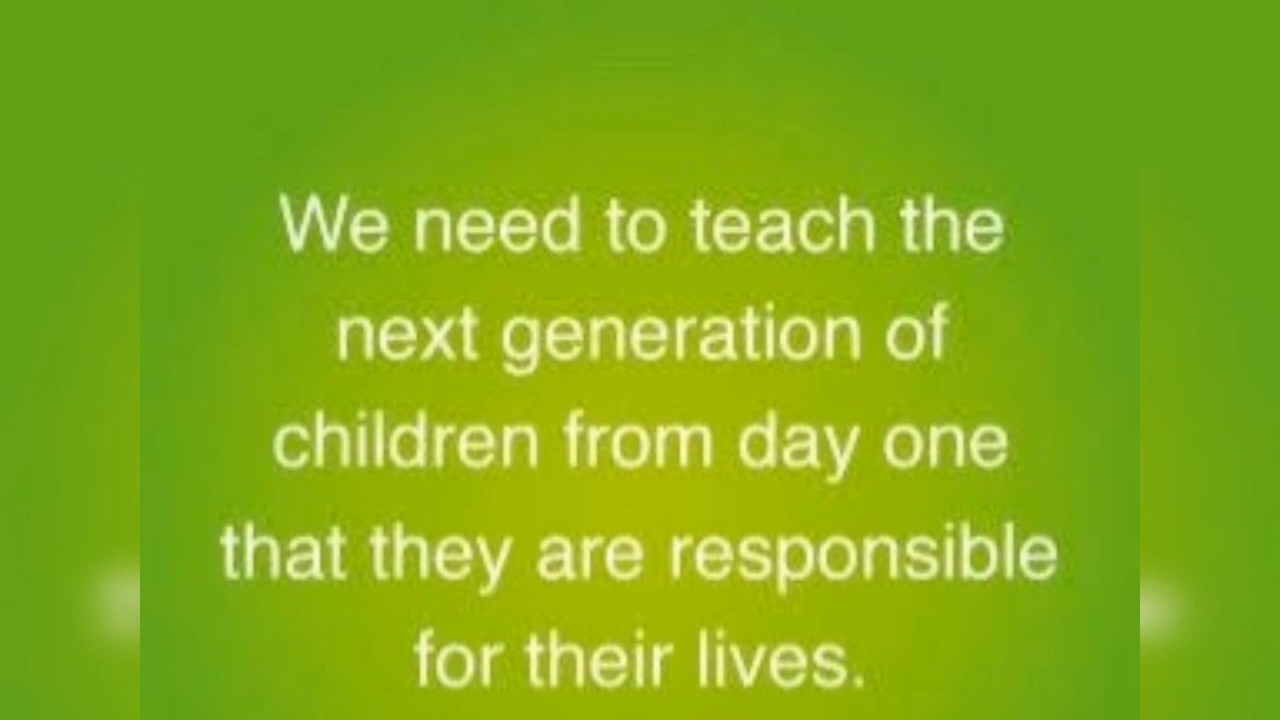 We need to teach the
next generation of
children from day one
that they are responsible
for their lives.